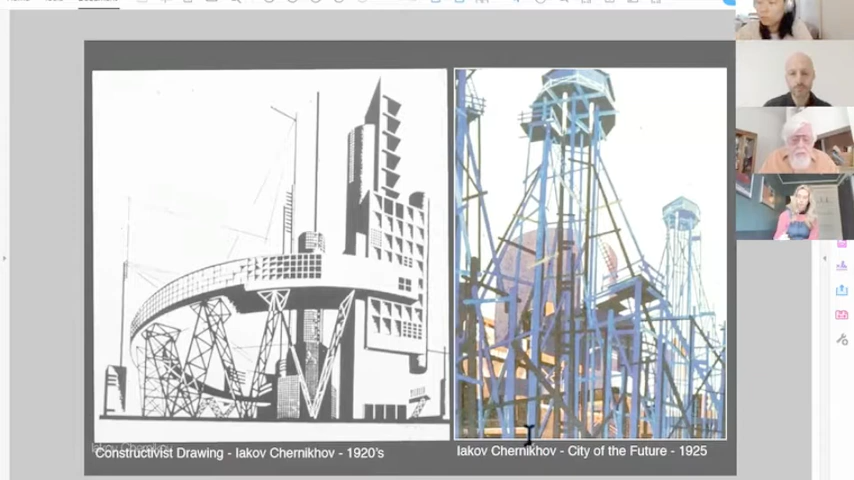 Constructivist Drawing - Iakov Chernikhov - 1920's
Iakov Chernikhov - City of the Future - 1925